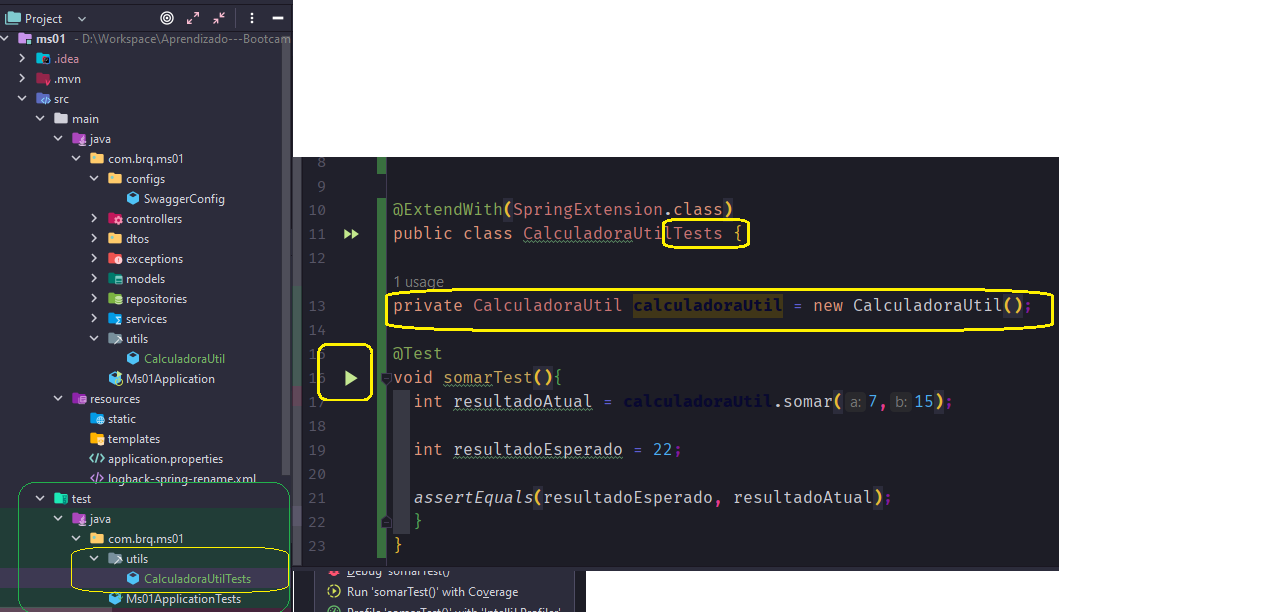 Project
ms01 - D:\Workspace\Aprendizado---Bootcam
.idea
.mvn
src
main
java
com.brq.ms01
configs
SwaggerConfig
controllers
dtos
exceptions
models
repositories
services
utils
CalculadoraUtil
Ms01Application
resources
static
templates
application.properties
logback-spring-rename.xml
test
java
com.brq.ms01
utils
CalculadoraUtilTests
Ms01ApplicationTests
8
9
10 @ExtendWith(SpringExtension.class)
11 public class CalculadoraUtilTests {
12
1 usage
13 private CalculadoraUtil calculadoraUtil = new CalculadoraUtil();
14
15 @Test
16 void somarTest(){
17 int resultadoAtual = calculadoraUtil.somar( a: 7, b: 15);
18
19 int resultadoEsperado = 22;
20
21 assertEquals(resultadoEsperado, resultadoAtual);
22 }
23 }
Debug 'somarTest()'
Run 'somarTest()' with Coverage
Profile 'somarTest()' with 'IntelliJ Profiler'